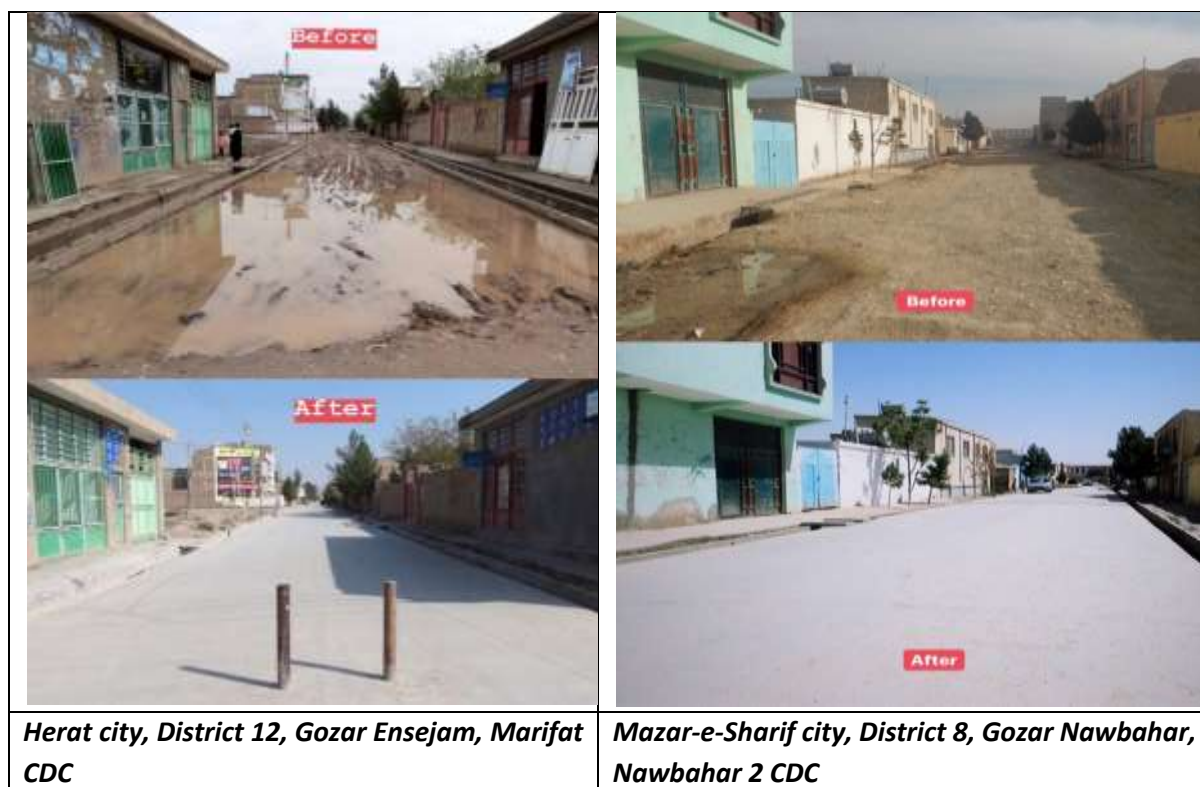 Before
After
Before
After
Herat city, District 12, Gozar Ensejam, Marifat
CDC
Mazar-e-Sharif city, District 8, Gozar Nawbahar,
Nawbahar 2 CDC